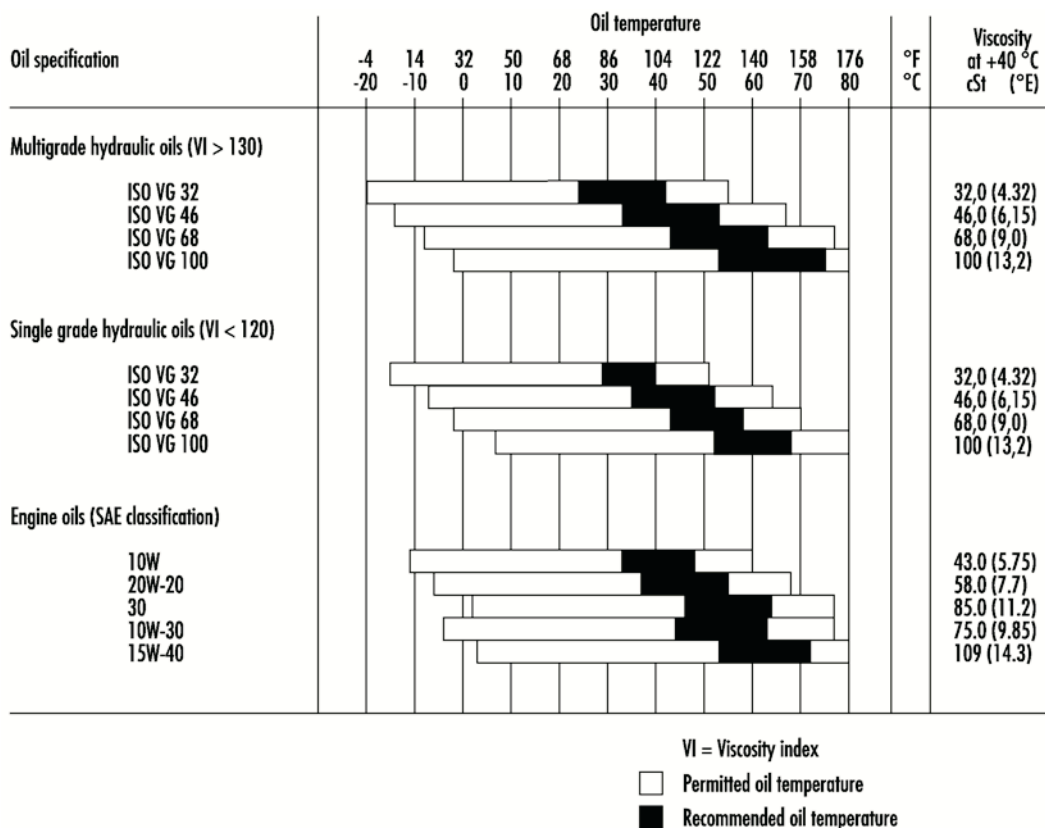 Oil temperature
Viscosity
Oil specification -4 14 32 50 68 86 104 122 140 158 176 °F at +40 °C
-20 -10 0 10 20 30 40 50 60 70 80 °C cSt (°E)
Multigrade hydraulic oils (VI > 130)
ISO VG 32 32,0 (4.32)
ISO VG 46 46,0 (6,15)
ISO VG 68 68,0 (9,0)
ISO VG 100 100 (13,2)
Single grade hydraulic oils (VI < 120)
ISO VG 32 32,0 (4.32)
ISO VG 46 46,0 (6,15)
ISO VG 68 68,0 (9,0)
ISO VG 100 100 (13,2)
Engine oils (SAE classification)
10W 43.0 (5.75)
20W-20 58.0 (7.7)
30 85.0 (11.2)
10W-30 75.0 (9.85)
15W-40 109 (14.3)
VI = Viscosity index
Permitted oil temperature
Recommended oil temperature